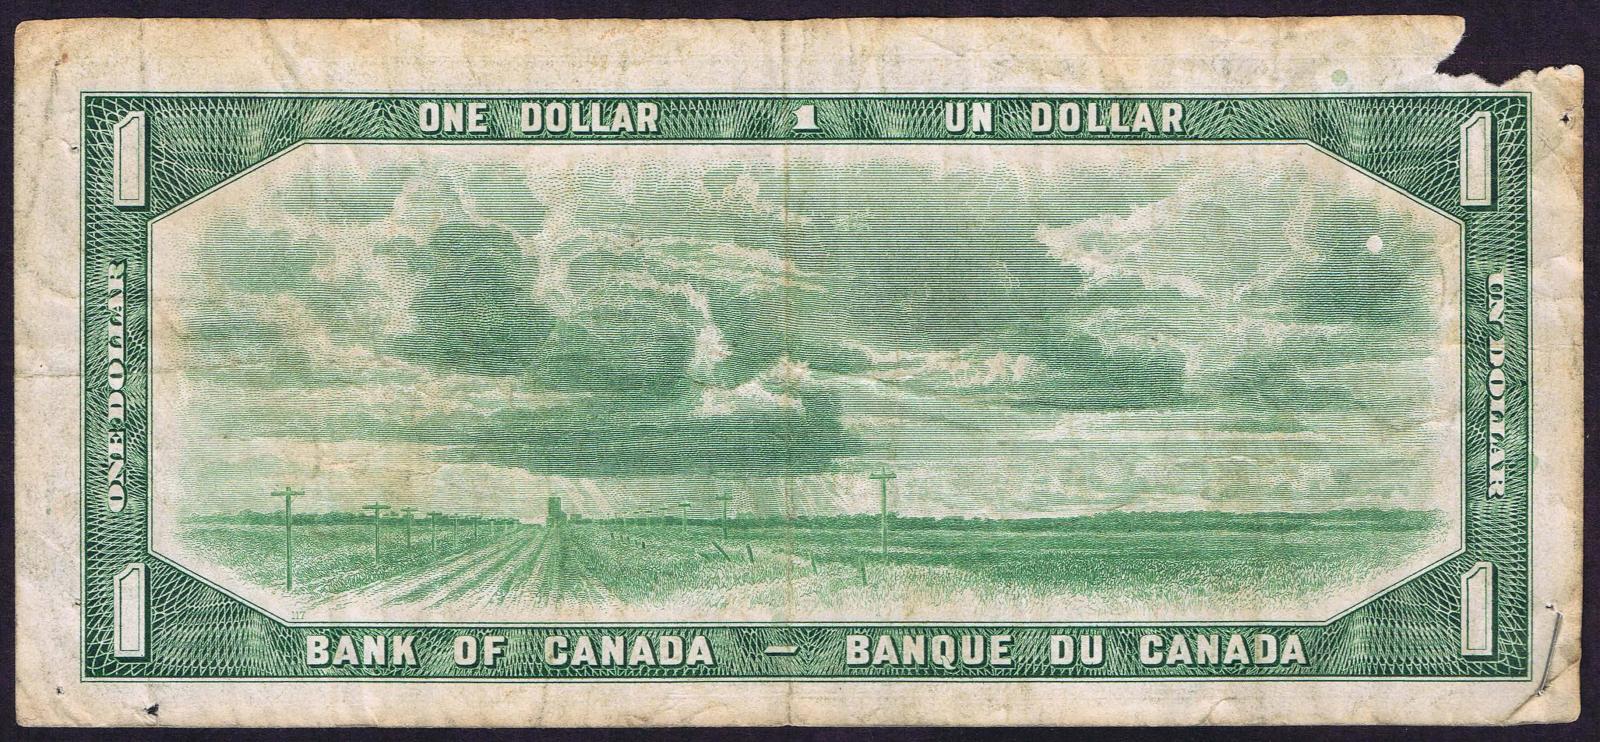 ONE DOLLAR 1 UN DOLLAR
1
1
ONE DOLLAR
UN DOLLAR
117
1
1
BANK OF CANADA — BANQUE DU CANADA